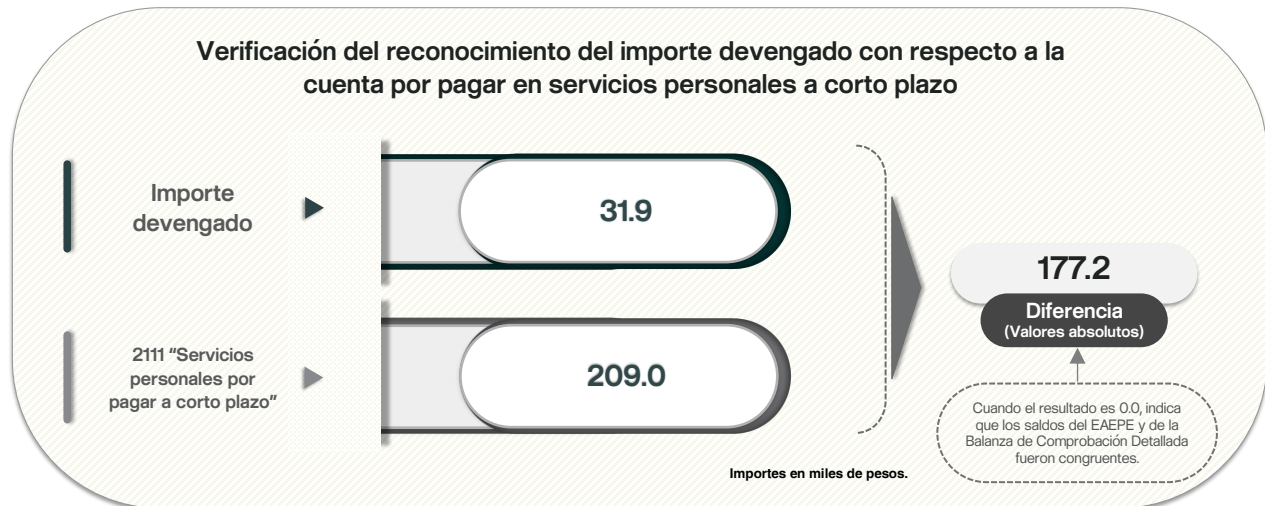 Verificación del reconocimiento del importe devengado con respecto a la
cuenta por pagar en servicios personales a corto plazo
Importe
devengado
31.9
2111 “Servicios
personales por
pagar a corto plazo”
209.0
177.2
Diferencia
(Valores absolutos)
Cuando el resultado es 0.0, indica
que los saldos del EAEPE y de la
Balanza de Comprobación Detallada
fueron congruentes.
Importes en miles de pesos.